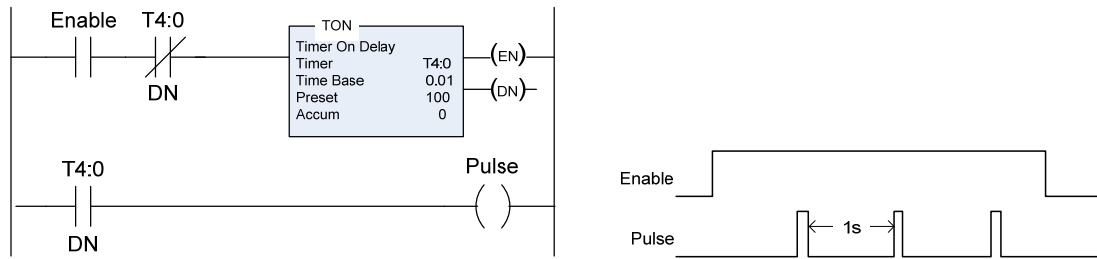 Enable T4:0
DN
TON
Timer On Delay
Timer T4:0
Time Base 0.01
Preset 100
Accum 0
(EN)
(DN)
T4:0
DN
Pulse
Enable
Pulse
1s